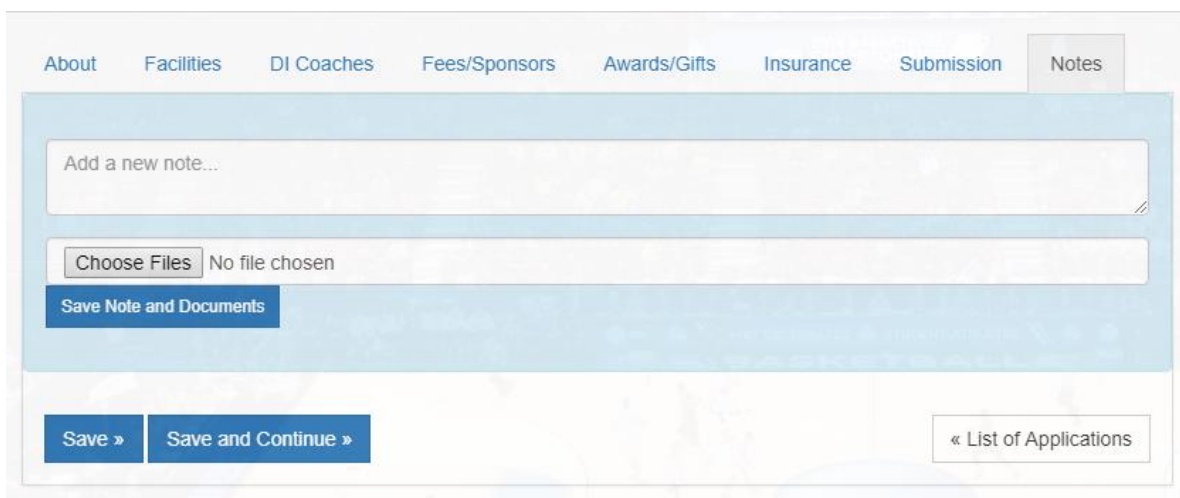 About Facilities DI Coaches Fees/Sponsors Awards/Gifts Insurance Submission Notes
Add a new note...
Choose Files No file chosen
Save Note and Documents
BASKETBALL
Save » Save and Continue » « List of Applications